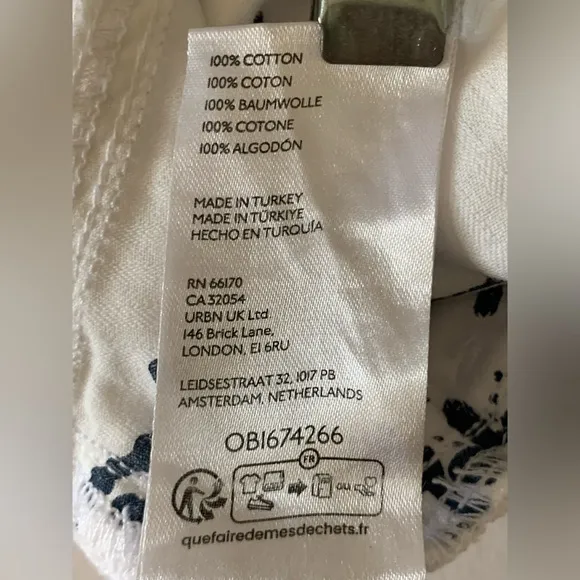 100% COTTON
100% COTON
100% BAUMWOLLE
100% COTONE
100% ALGODÓN
MADE IN TURKEY
MADE IN TÜRKİYE
HECHO EN TURQUÍA
RN 66170
CA 32054
URBN UK Ltd
146 Brick Lane,
LONDON, E1 6RU
LEIDSESTRAAT 32, 1017 PB
AMSTERDAM, NETHERLANDS
OB1674266
FR
OU
quefairedemesdechets.fr